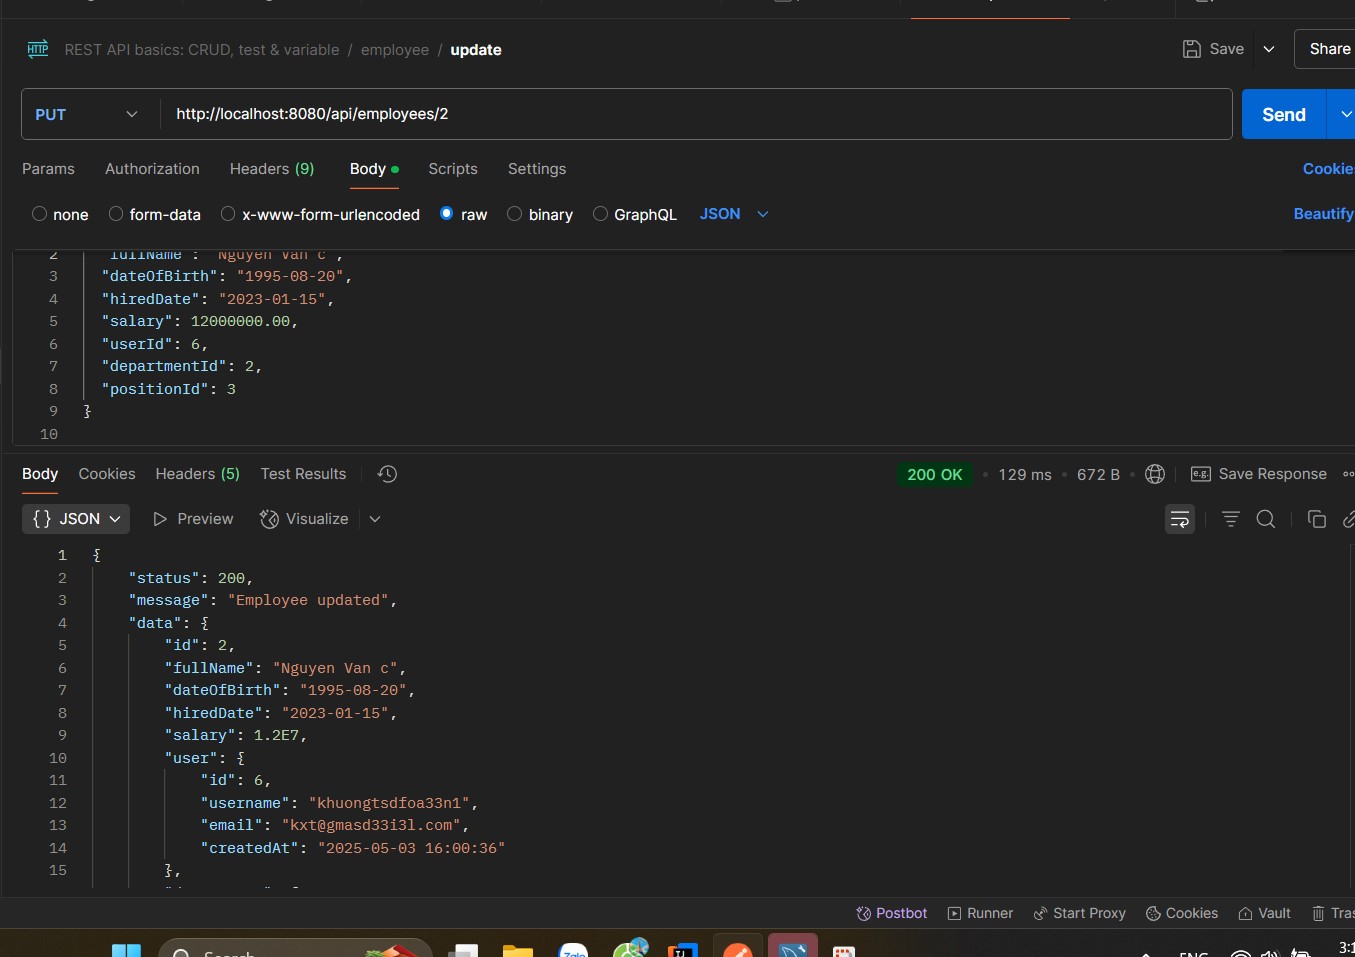 HTTP REST API basics: CRUD, test & variable / employee / update Save Share
PUT http://localhost:8080/api/employees/2 Send
Params Authorization Headers (9) Body Scripts Settings Cookie
none form-data x-www-form-urlencoded raw binary GraphQL JSON Beautify
2 "fullName": "Nguyen Van c",
3 "dateOfBirth": "1995-08-20",
4 "hiredDate": "2023-01-15",
5 "salary": 12000000.00,
6 "userId": 6,
7 "departmentId": 2,
8 "positionId": 3
9 }
10
Body Cookies Headers (5) Test Results 200 OK • 129 ms • 672 B • e.g. Save Response
{} JSON Preview Visualize
1 {
2 "status": 200,
3 "message": "Employee updated",
4 "data": {
5 "id": 2,
6 "fullName": "Nguyen Van c",
7 "dateOfBirth": "1995-08-20",
8 "hiredDate": "2023-01-15",
9 "salary": 1.2E7,
10 "user": {
11 "id": 6,
12 "username": "khuongtsdfoa33n1",
13 "email": "kxt@gmasd33i3l.com",
14 "createdAt": "2025-05-03 16:00:36"
15 },
Postbot Runner Start Proxy Cookies Vault Tras
Search Zalo IJ ENG 3:1